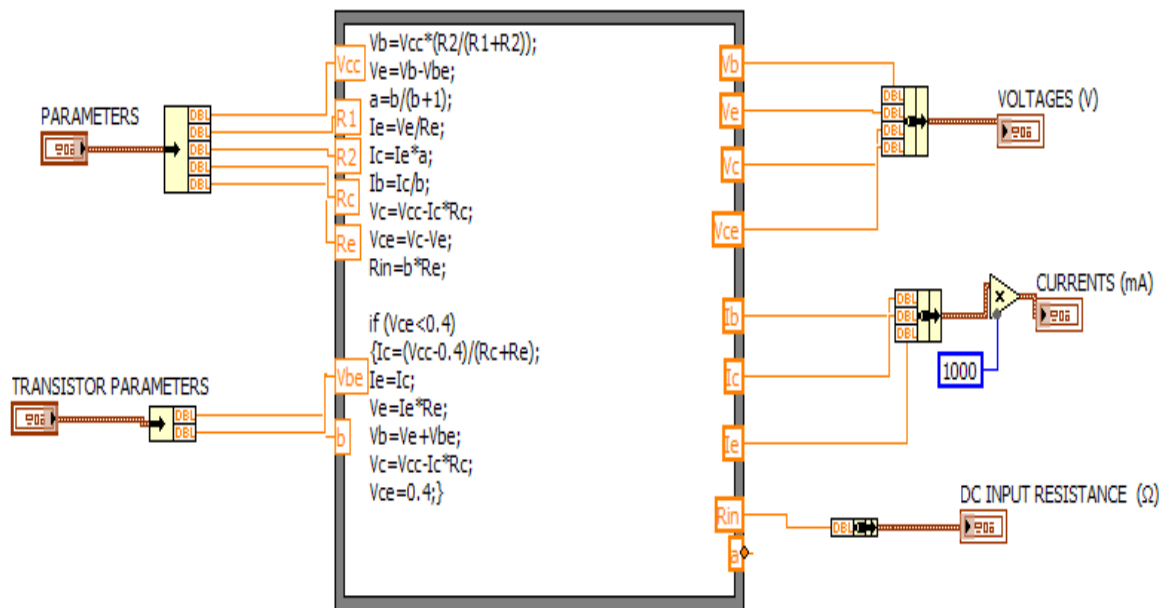 PARAMETERS
DBL
DBL
DBL
DBL
DBL
TRANSISTOR PARAMETERS
DBL
DBL
Vcc
R1
R2
Rc
Re
Vbe
b
Vb=Vcc*(R2/(R1+R2));
Ve=Vb-Vbe;
a=b/(b+1);
Ie=Ve/Re;
Ic=Ie*a;
Ib=Ic/b;
Vc=Vcc-Ic*Rc;
Vce=Vc-Ve;
Rin=b*Re;
if (Vce<0.4)
{Ic=(Vcc-0.4)/(Rc+Re);
Ie=Ic;
Ve=Ie*Re;
Vb=Ve+Vbe;
Vc=Vcc-Ic*Rc;
Vce=0.4;}
Vb
Ve
Vc
Vce
Ib
Ic
Ie
Rin
a
DBL
DBL
DBL
DBL
VOLTAGES (V)
DBL
DBL
DBL
x
1000
CURRENTS (mA)
DBL
DC INPUT RESISTANCE (Ω)